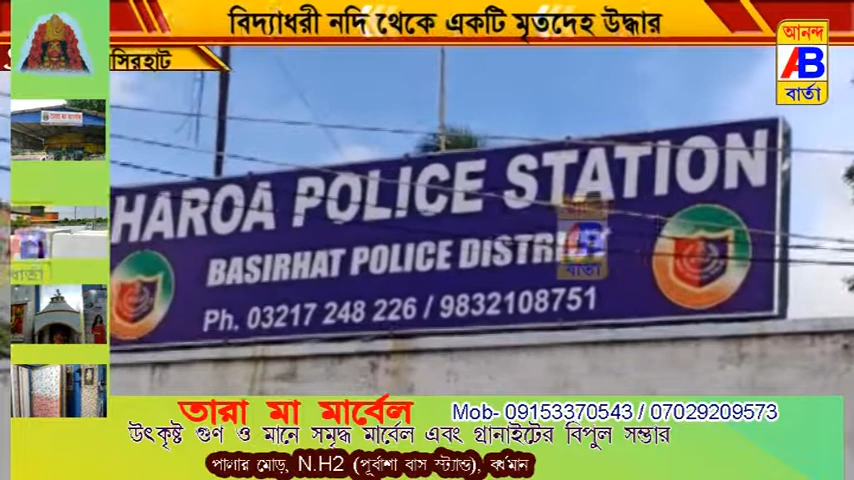 বিদ্যাধরী নদি থেকে একটি মৃতদেহ উদ্ধার
আনন্দ
AB
বার্তা
সিরহাট
HAROA POLICE STATION
BASIRHAT POLICE DISTRICT
Ph. 03217 248 226 / 9832108751
তারা মা মার্বেল
Mob- 09153370543 / 07029209573
উৎকৃষ্ট গুণ ও মানে সমৃদ্ধ মার্বেল এবং গ্রানাইটের বিপুল সম্ভার
মোড়, N.H2 (পূর্বাশা বাস স্ট্যান্ড), বর্ধমান